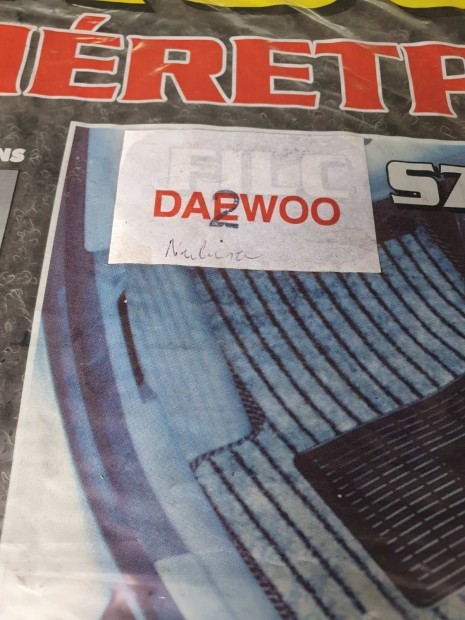 MÉRETP
NS
FILC
SZ
DAEWOO
2
Nubira